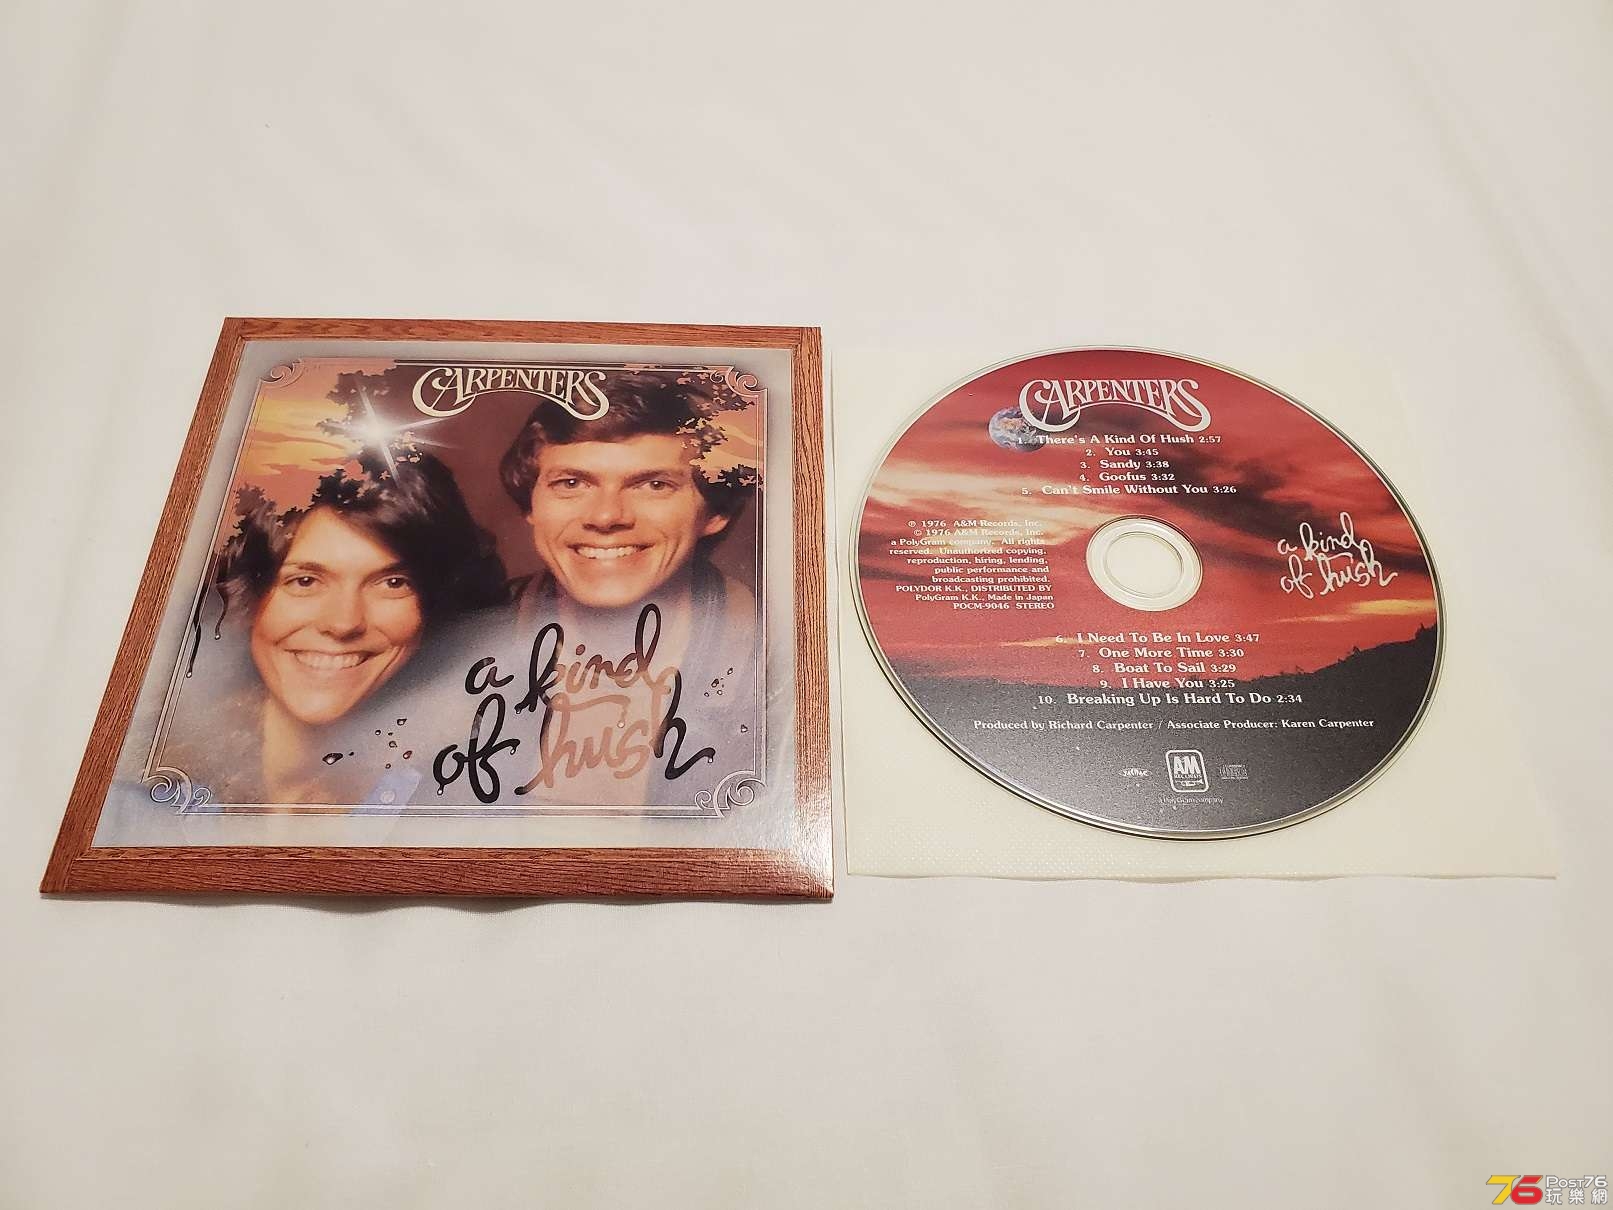 CARPENTERS
a kind
of hush
CARPENTERS
1. There's A Kind Of Hush 2:57
2. You 3:45
3. Sandy 3:38
4. Goofus 3:32
5. Can't Smile Without You 3:26
℗ 1976 A&M Records, Inc.
© 1976 A&M Records, Inc.
a PolyGram company. All rights
reserved. Unauthorized copying,
reproduction, hiring, lending,
public performance and
broadcasting prohibited.
POLYDOR K.K., DISTRIBUTED BY
PolyGram K.K., Made in Japan
POCM-9046 STEREO
a kind
of hush
6. I Need To Be In Love 3:47
7. One More Time 3:30
8. Boat To Sail 3:29
9. I Have You 3:25
10. Breaking Up Is Hard To Do 2:34
Produced by Richard Carpenter / Associate Producer: Karen Carpenter
A&M
RECORDS
a PolyGram company
76 Post76
玩樂網